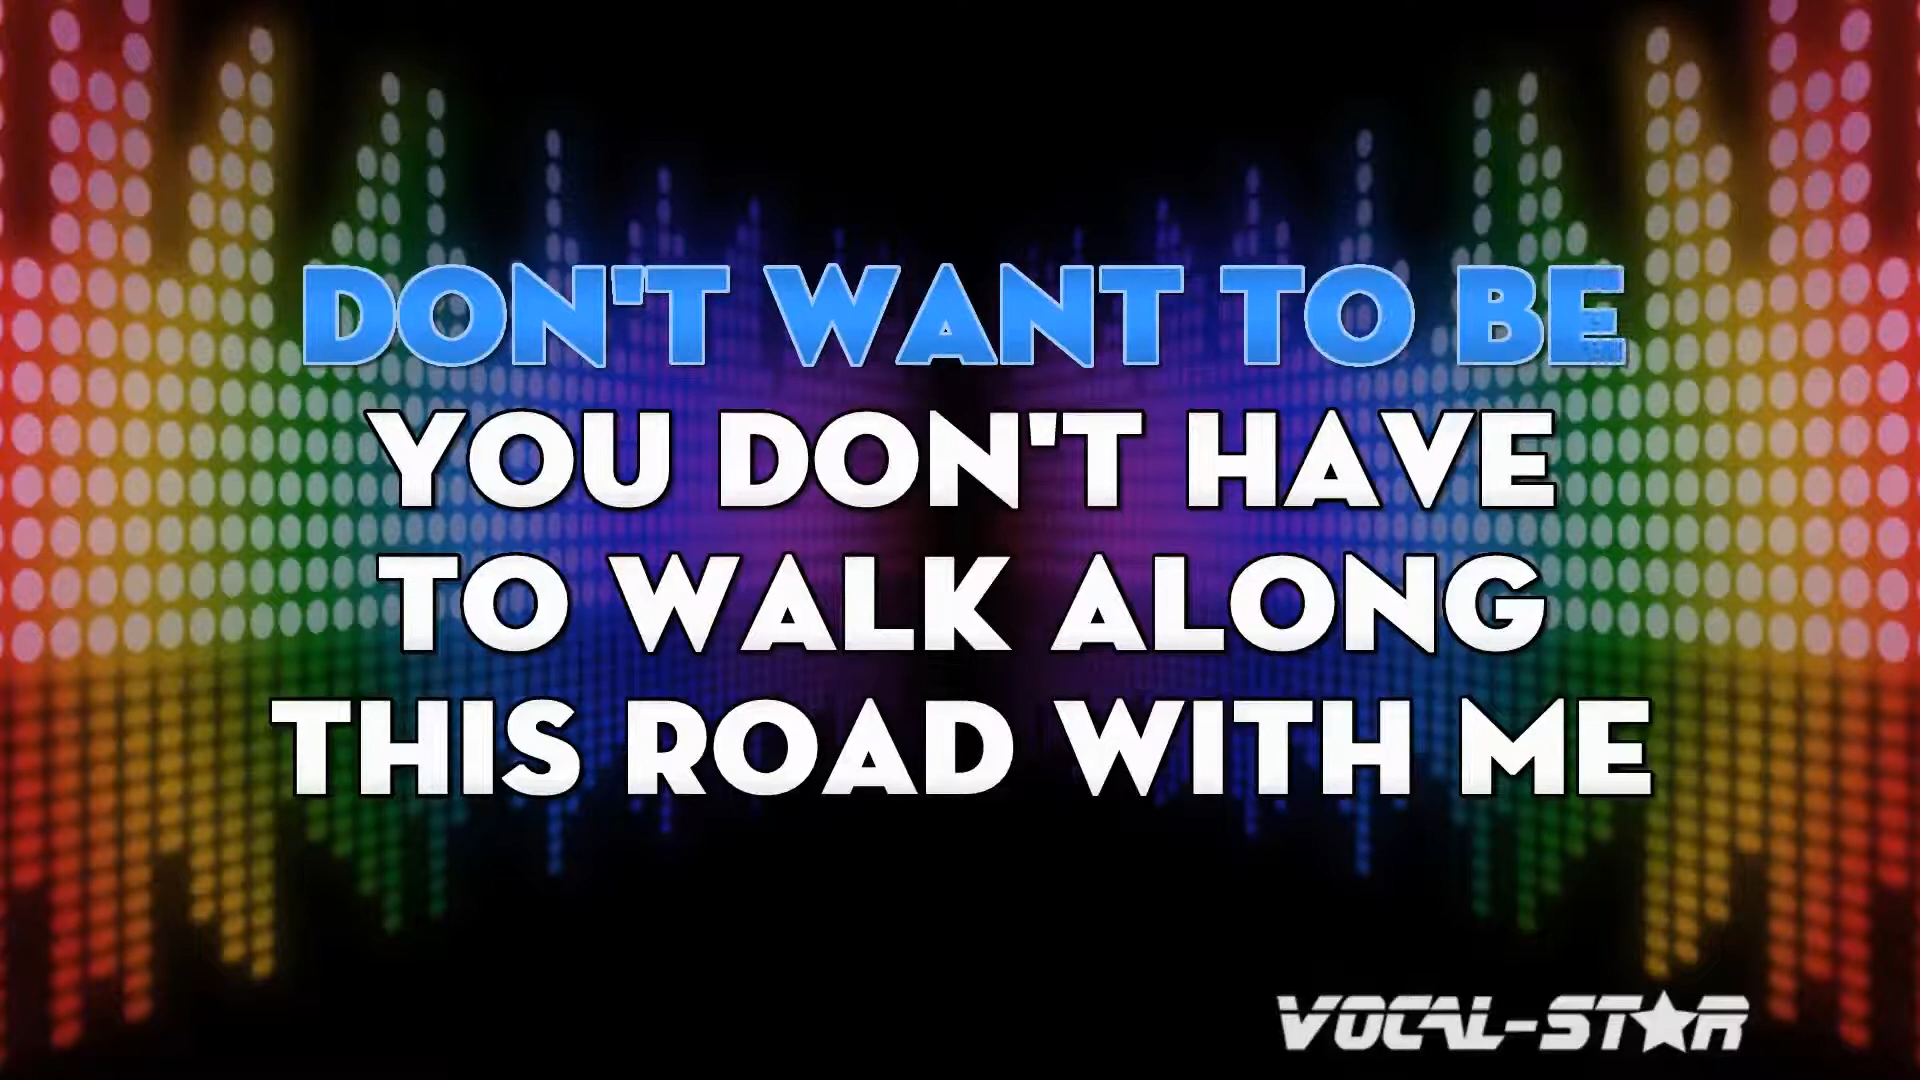 DON'T WANT TO BE
YOU DON'T HAVE
TO WALK ALONG
THIS ROAD WITH ME
VOCAL-STAR